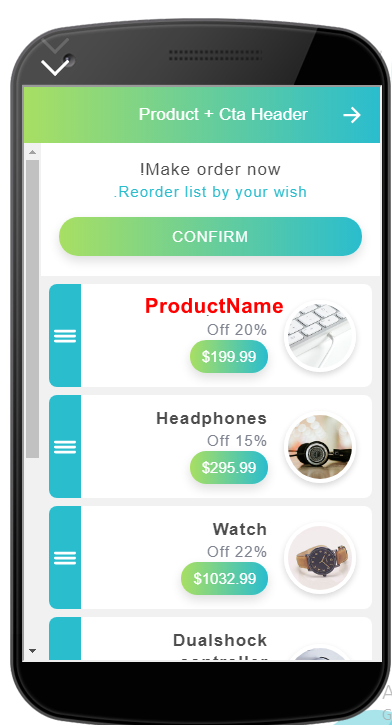 Product + Cta Header
!Make order now
.Reorder list by your wish
CONFIRM
ProductName
Off 20%
$199.99
Headphones
Off 15%
$295.99
Watch
Off 22%
$1032.99
Dualshock
controller